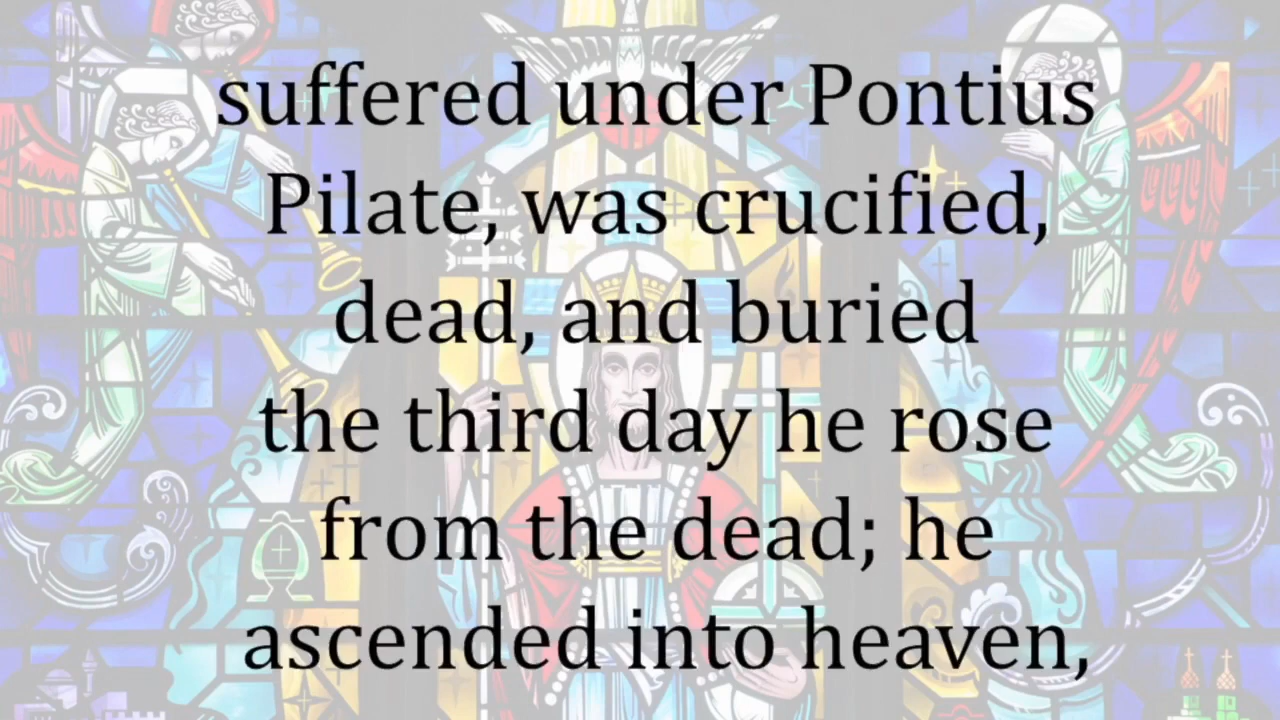 suffered under Pontius
Pilate, was crucified,
dead, and buried
the third day he rose
from the dead; he
ascended into heaven,